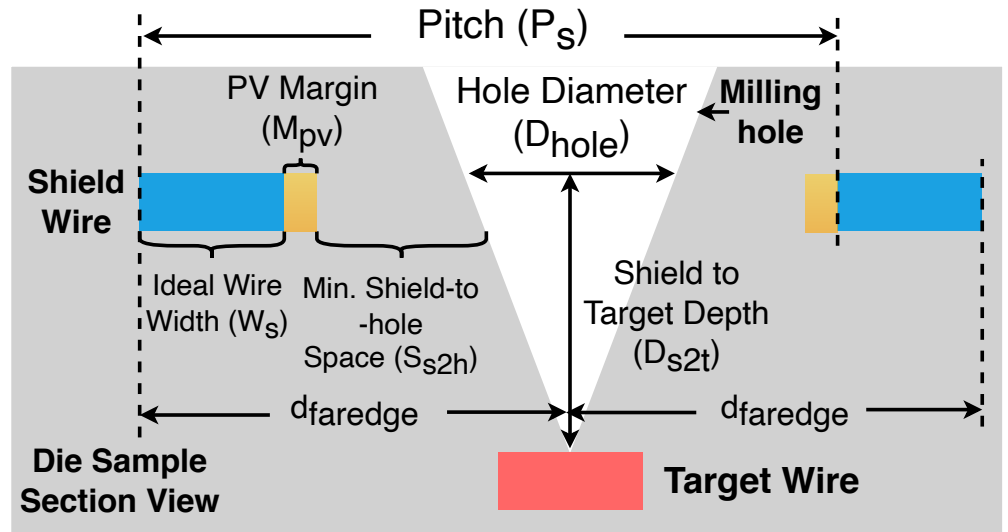 Pitch (Ps)
PV Margin
(Mpv)
Hole Diameter
(Dhole)
Milling
hole
Shield
Wire
Ideal Wire
Width (Ws)
Min. Shield-to
-hole
Space (Ss2h)
Shield to
Target Depth
(Ds2t)
dfaredge
dfaredge
Die Sample
Section View
Target Wire